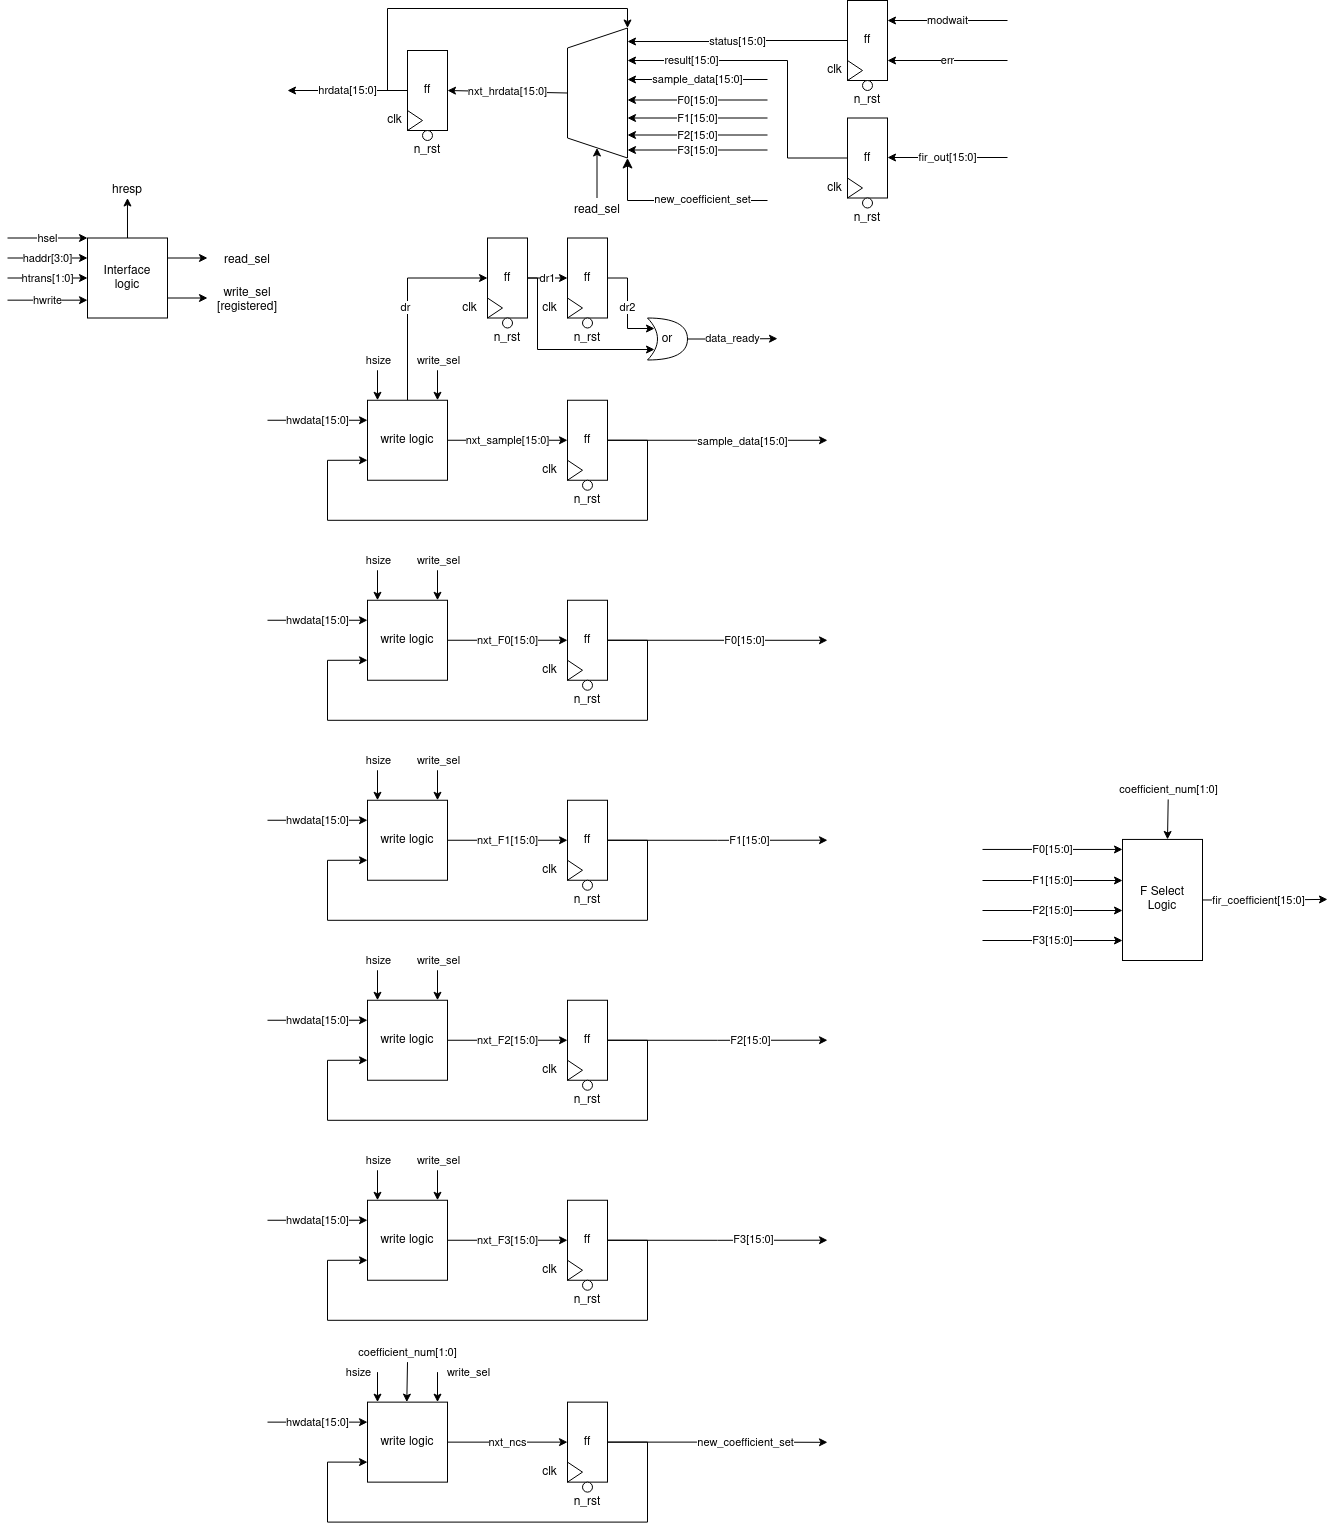 modwait
ff
status[15:0]
result[15:0]
err
clk
sample_data[15:0]
n_rst
hrdata[15:0]
ff
nxt_hrdata[15:0]
F0[15:0]
clk
F1[15:0]
F2[15:0]
n_rst
F3[15:0]
ff
fir_out[15:0]
clk
n_rst
read_sel
new_coefficient_set
hresp
hsel
haddr[3:0]
htrans[1:0]
hwrite
Interface
logic
read_sel
write_sel
[registered]
ff
dr1
ff
dr
clk
clk
dr2
n_rst
n_rst
or
data_ready
hsize
write_sel
hwdata[15:0]
write logic
nxt_sample[15:0]
ff
sample_data[15:0]
clk
n_rst
hsize
write_sel
hwdata[15:0]
write logic
nxt_F0[15:0]
ff
F0[15:0]
clk
n_rst
hsize
write_sel
hwdata[15:0]
write logic
nxt_F1[15:0]
ff
F1[15:0]
clk
n_rst
coefficient_num[1:0]
F0[15:0]
F1[15:0]
F2[15:0]
F3[15:0]
F Select
Logic
fir_coefficient[15:0]
hsize
write_sel
hwdata[15:0]
write logic
nxt_F2[15:0]
ff
F2[15:0]
clk
n_rst
hsize
write_sel
hwdata[15:0]
write logic
nxt_F3[15:0]
ff
F3[15:0]
clk
n_rst
coefficient_num[1:0]
hsize
write_sel
hwdata[15:0]
write logic
nxt_ncs
ff
new_coefficient_set
clk
n_rst